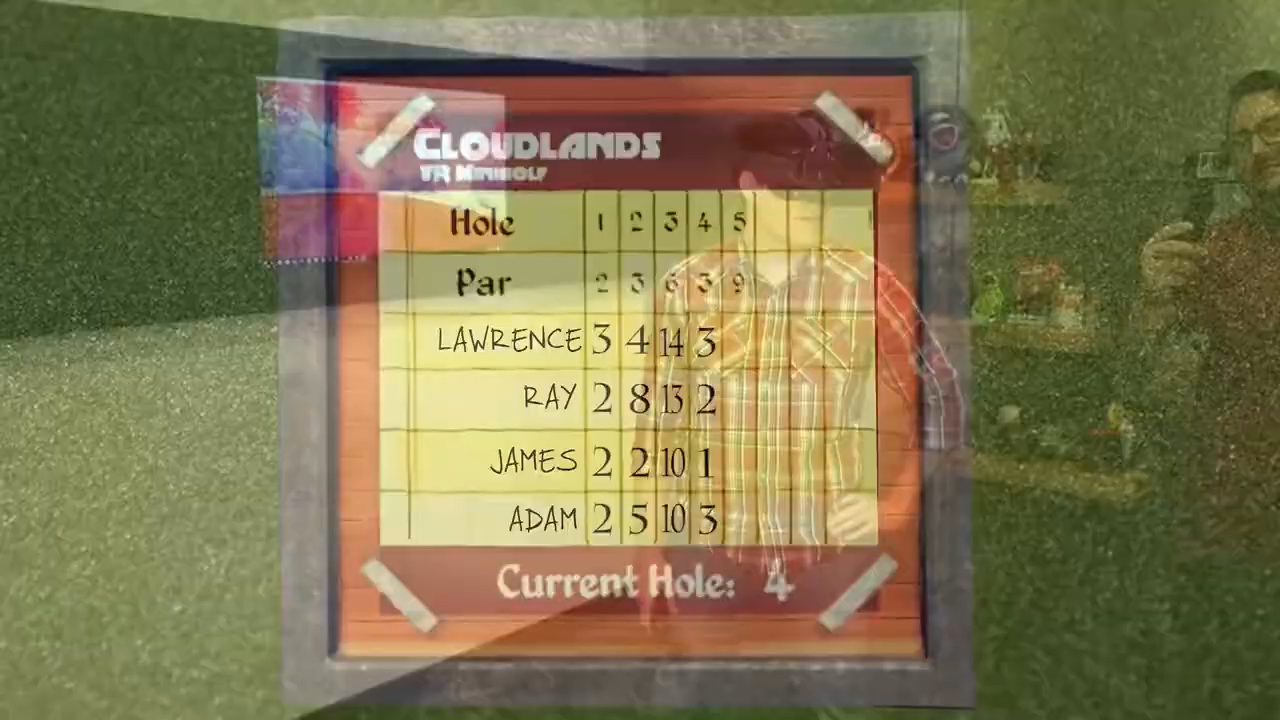 CLOUDLANDS
VR MINIGOLF
Hole 1 2 3 4 5
Par 2 3 6 3 9
LAWRENCE 3 4 14 3
RAY 2 8 13 2
JAMES 2 2 10 1
ADAM 2 5 10 3
Current Hole: 4